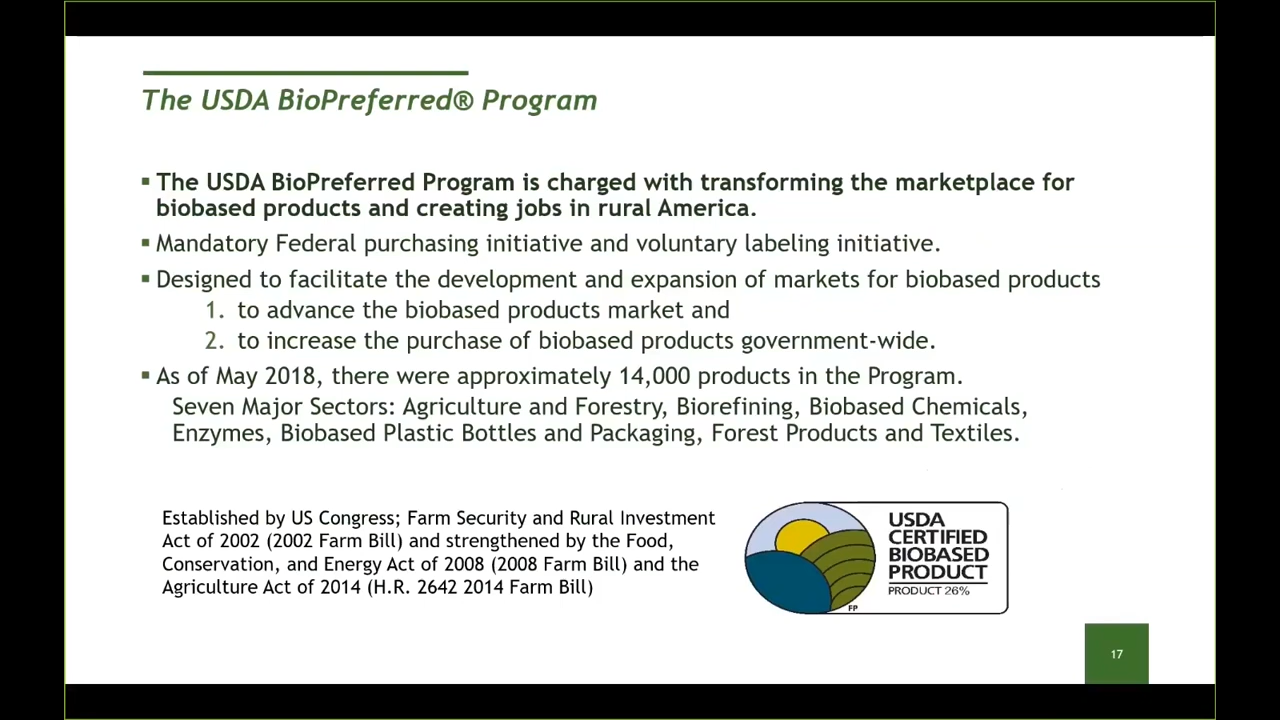 The USDA BioPreferred® Program
▪ The USDA BioPreferred Program is charged with transforming the marketplace for
biobased products and creating jobs in rural America.
▪ Mandatory Federal purchasing initiative and voluntary labeling initiative.
▪ Designed to facilitate the development and expansion of markets for biobased products
1. to advance the biobased products market and
2. to increase the purchase of biobased products government-wide.
▪ As of May 2018, there were approximately 14,000 products in the Program.
Seven Major Sectors: Agriculture and Forestry, Biorefining, Biobased Chemicals,
Enzymes, Biobased Plastic Bottles and Packaging, Forest Products and Textiles.
Established by US Congress; Farm Security and Rural Investment
Act of 2002 (2002 Farm Bill) and strengthened by the Food,
Conservation, and Energy Act of 2008 (2008 Farm Bill) and the
Agriculture Act of 2014 (H.R. 2642 2014 Farm Bill)
USDA
CERTIFIED
BIOBASED
PRODUCT
PRODUCT 26%
FP
17